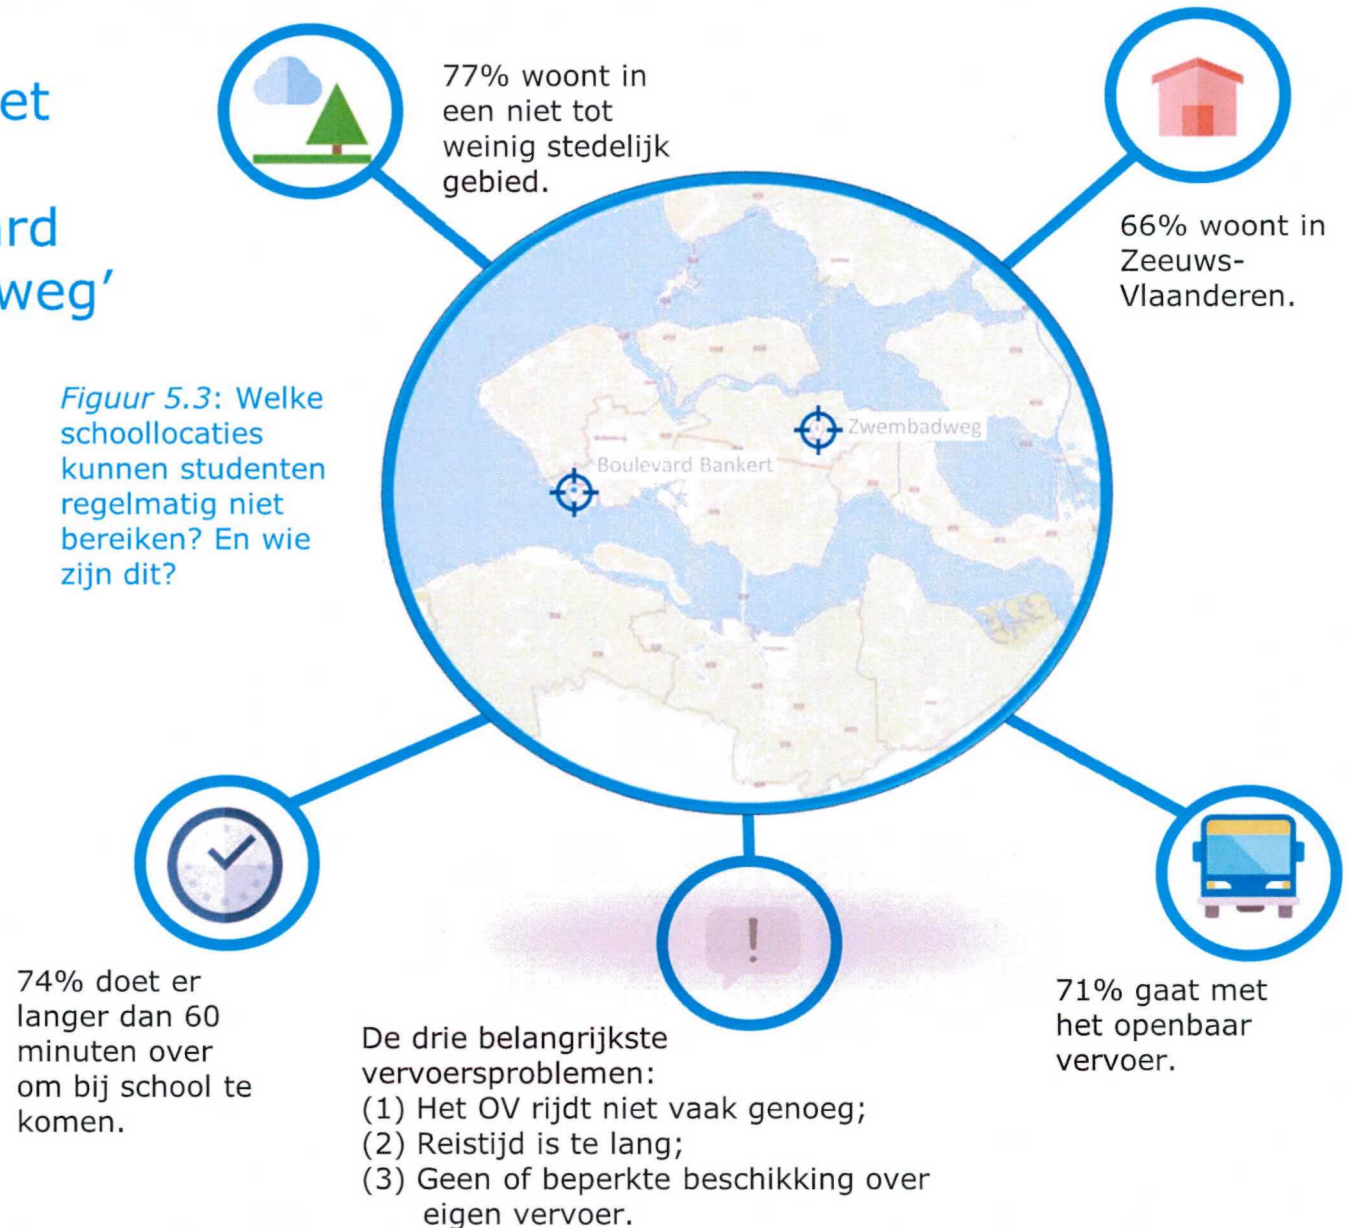 et
ard
weg’
77% woont in
een niet tot
weinig stedelijk
gebied.
66% woont in
Zeeuws-
Vlaanderen.
Figuur 5.3: Welke
schoollocaties
kunnen studenten
regelmatig niet
bereiken? En wie
zijn dit?
Zwembadweg
Boulevard Bankert
74% doet er
langer dan 60
minuten over
om bij school te
komen.
!
De drie belangrijkste
vervoersproblemen:
(1) Het OV rijdt niet vaak genoeg;
(2) Reistijd is te lang;
(3) Geen of beperkte beschikking over
eigen vervoer.
71% gaat met
het openbaar
vervoer.